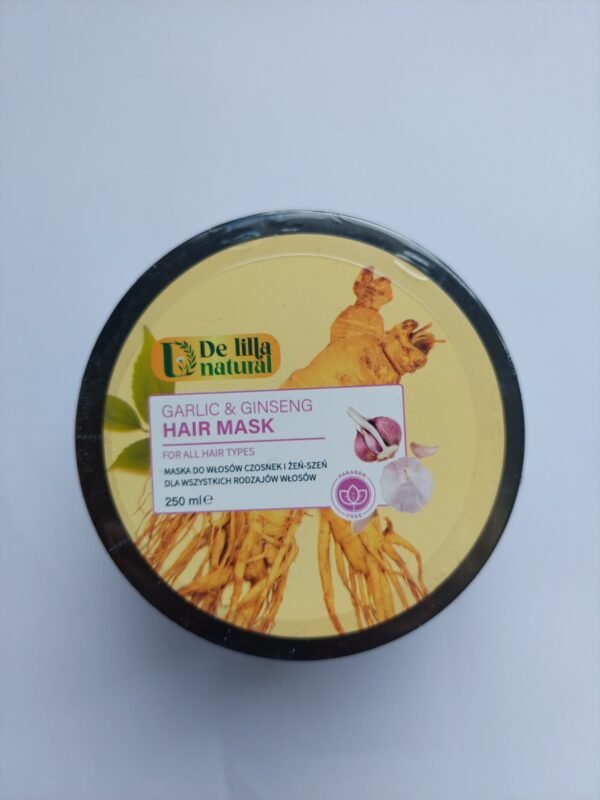 De lilla
natural
GARLIC & GINSENG
HAIR MASK
FOR ALL HAIR TYPES
MASKA DO WŁOSÓW CZOSNEK I ŻEŃ-SZEŃ
DLA WSZYSTKICH RODZAJÓW WŁOSÓW
250 ml℮
PARABEN
FREE